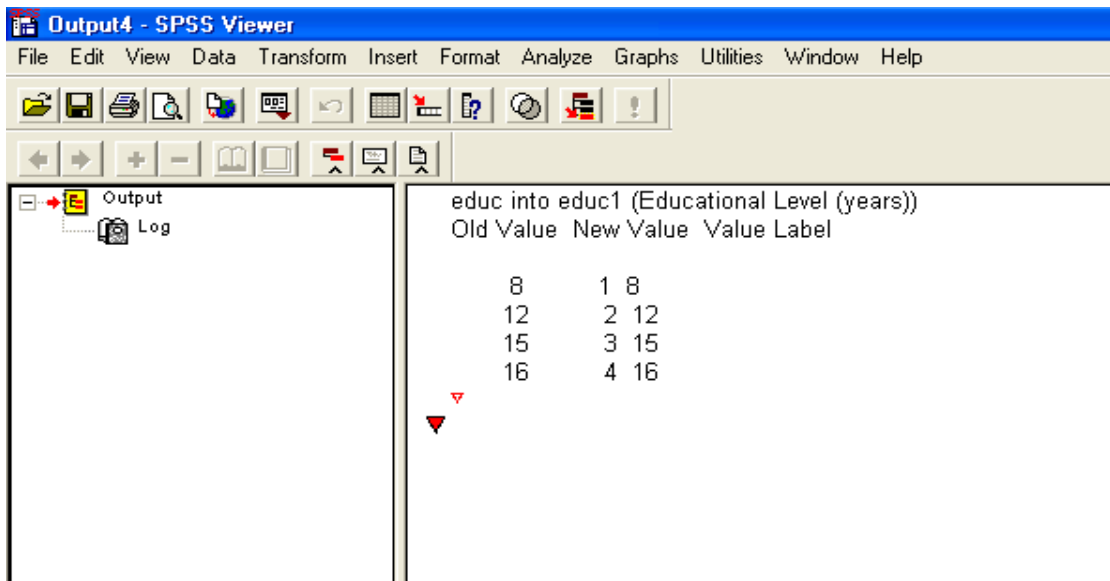 Output4 - SPSS Viewer
File Edit View Data Transform Insert Format Analyze Graphs Utilities Window Help
Output
Log
educ into educ1 (Educational Level (years))
Old Value New Value Value Label
8 1 8
12 2 12
15 3 15
16 4 16